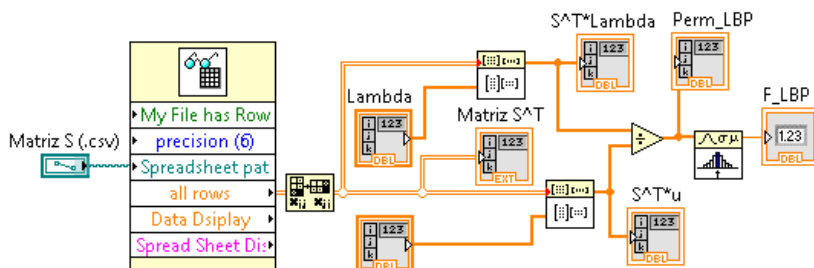 S^T*Lambda
Perm_LBP
My File has Row
Lambda
Matriz S^T
F_LBP
Matriz S (.csv)
precision (6)
Spreadsheet pat
all rows
Data Dsiplay
Spread Sheet Dis
S^T*u
i
j
k
123
DBL
i
j
k
123
DBL
i
j
k
123
DBL
i
j
k
123
EXT
1.23
DBL
σμ
i
j
k
123
DBL
i
j
k
123
DBL